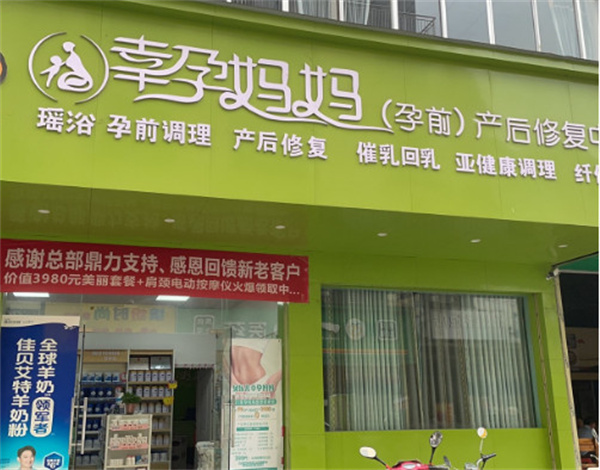 幸孕妈妈(孕前)产后修复中
瑶浴 孕前调理 产后修复 催乳回乳 亚健康调理 纤体
感谢总部鼎力支持、感恩回馈新老客户
价值3980元美丽套餐+肩颈电动按摩仪火爆领取中...
全球羊奶领军者
佳贝艾特羊奶粉